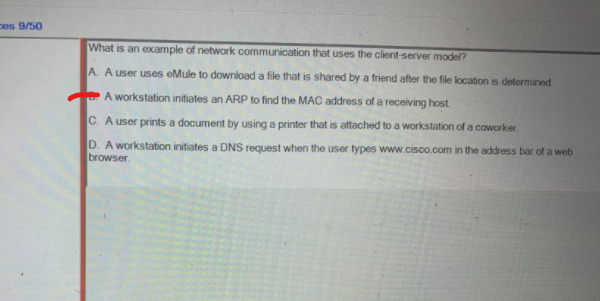 es 9/50
What is an example of network communication that uses the client-server model?
A. A user uses eMule to download a file that is shared by a friend after the file location is determined.
B. A workstation initiates an ARP to find the MAC address of a receiving host.
C. A user prints a document by using a printer that is attached to a workstation of a coworker.
D. A workstation initiates a DNS request when the user types www.cisco.com in the address bar of a web
browser.